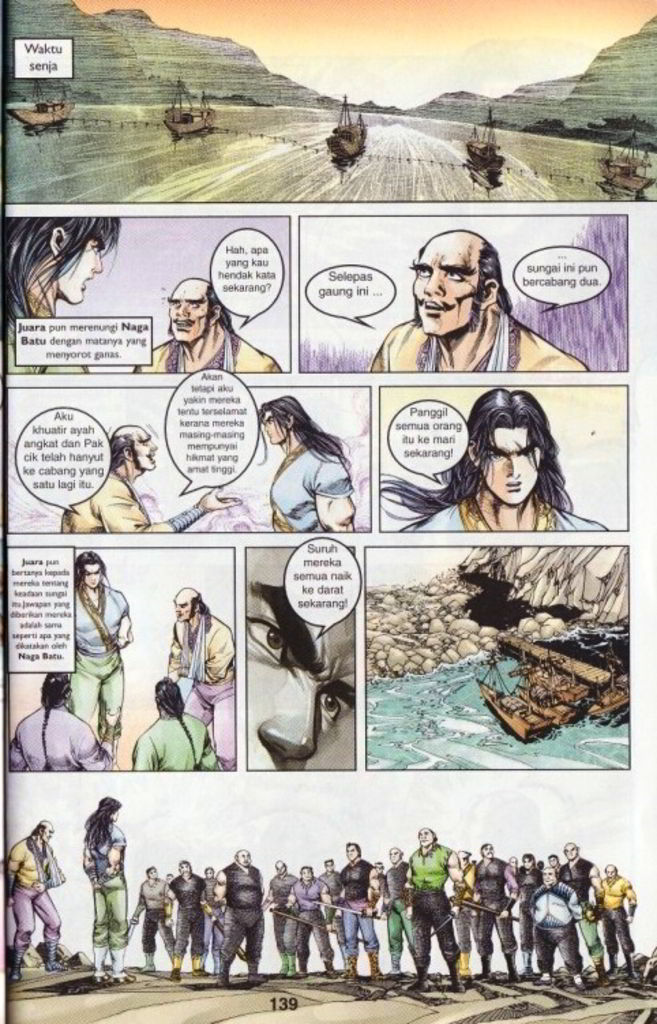 Waktu
senja
Hah, apa
yang kau
hendak kata
sekarang?
Juara pun merenungi Naga
Batu dengan matanya yang
menyorot ganas.
Selepas
gaung ini ...
...
sungai ini pun
bercabang dua.
Aku
khuatir ayah
angkat dan Pak
cik telah hanyut
ke cabang yang
satu lagi itu.
Akan
tetapi aku
yakin mereka
tentu terselamat
kerana mereka
masing-masing
mempunyai
hikmat yang
amat tinggi.
Panggil
semua orang
itu ke mari
sekarang!
Juara pun
bertanya kepada
mereka tentang
keadaan sungai
itu.Jawapan yang
diberikan mereka
adalah sama
seperti apa yang
dikatakan oleh
Naga Batu.
Suruh
mereka
semua naik
ke darat
sekarang!
139